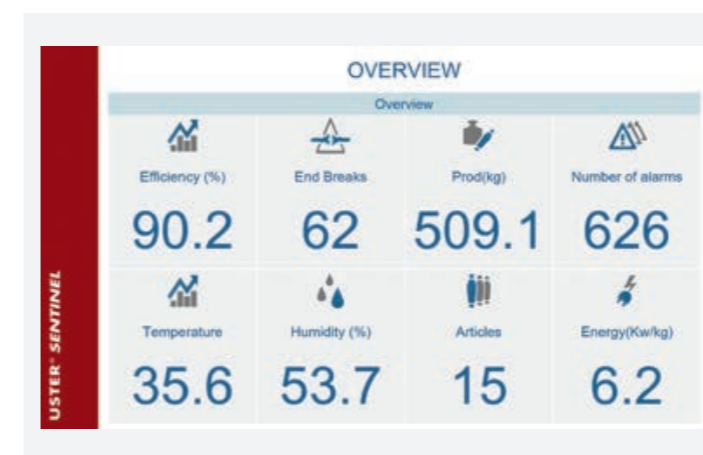 OVERVIEW
Overview
Efficiency (%) End Breaks Prod(kg) Number of alarms
90.2 62 509.1 626
Temperature Humidity (%) Articles Energy(Kw/kg)
35.6 53.7 15 6.2
USTER® SENTINEL